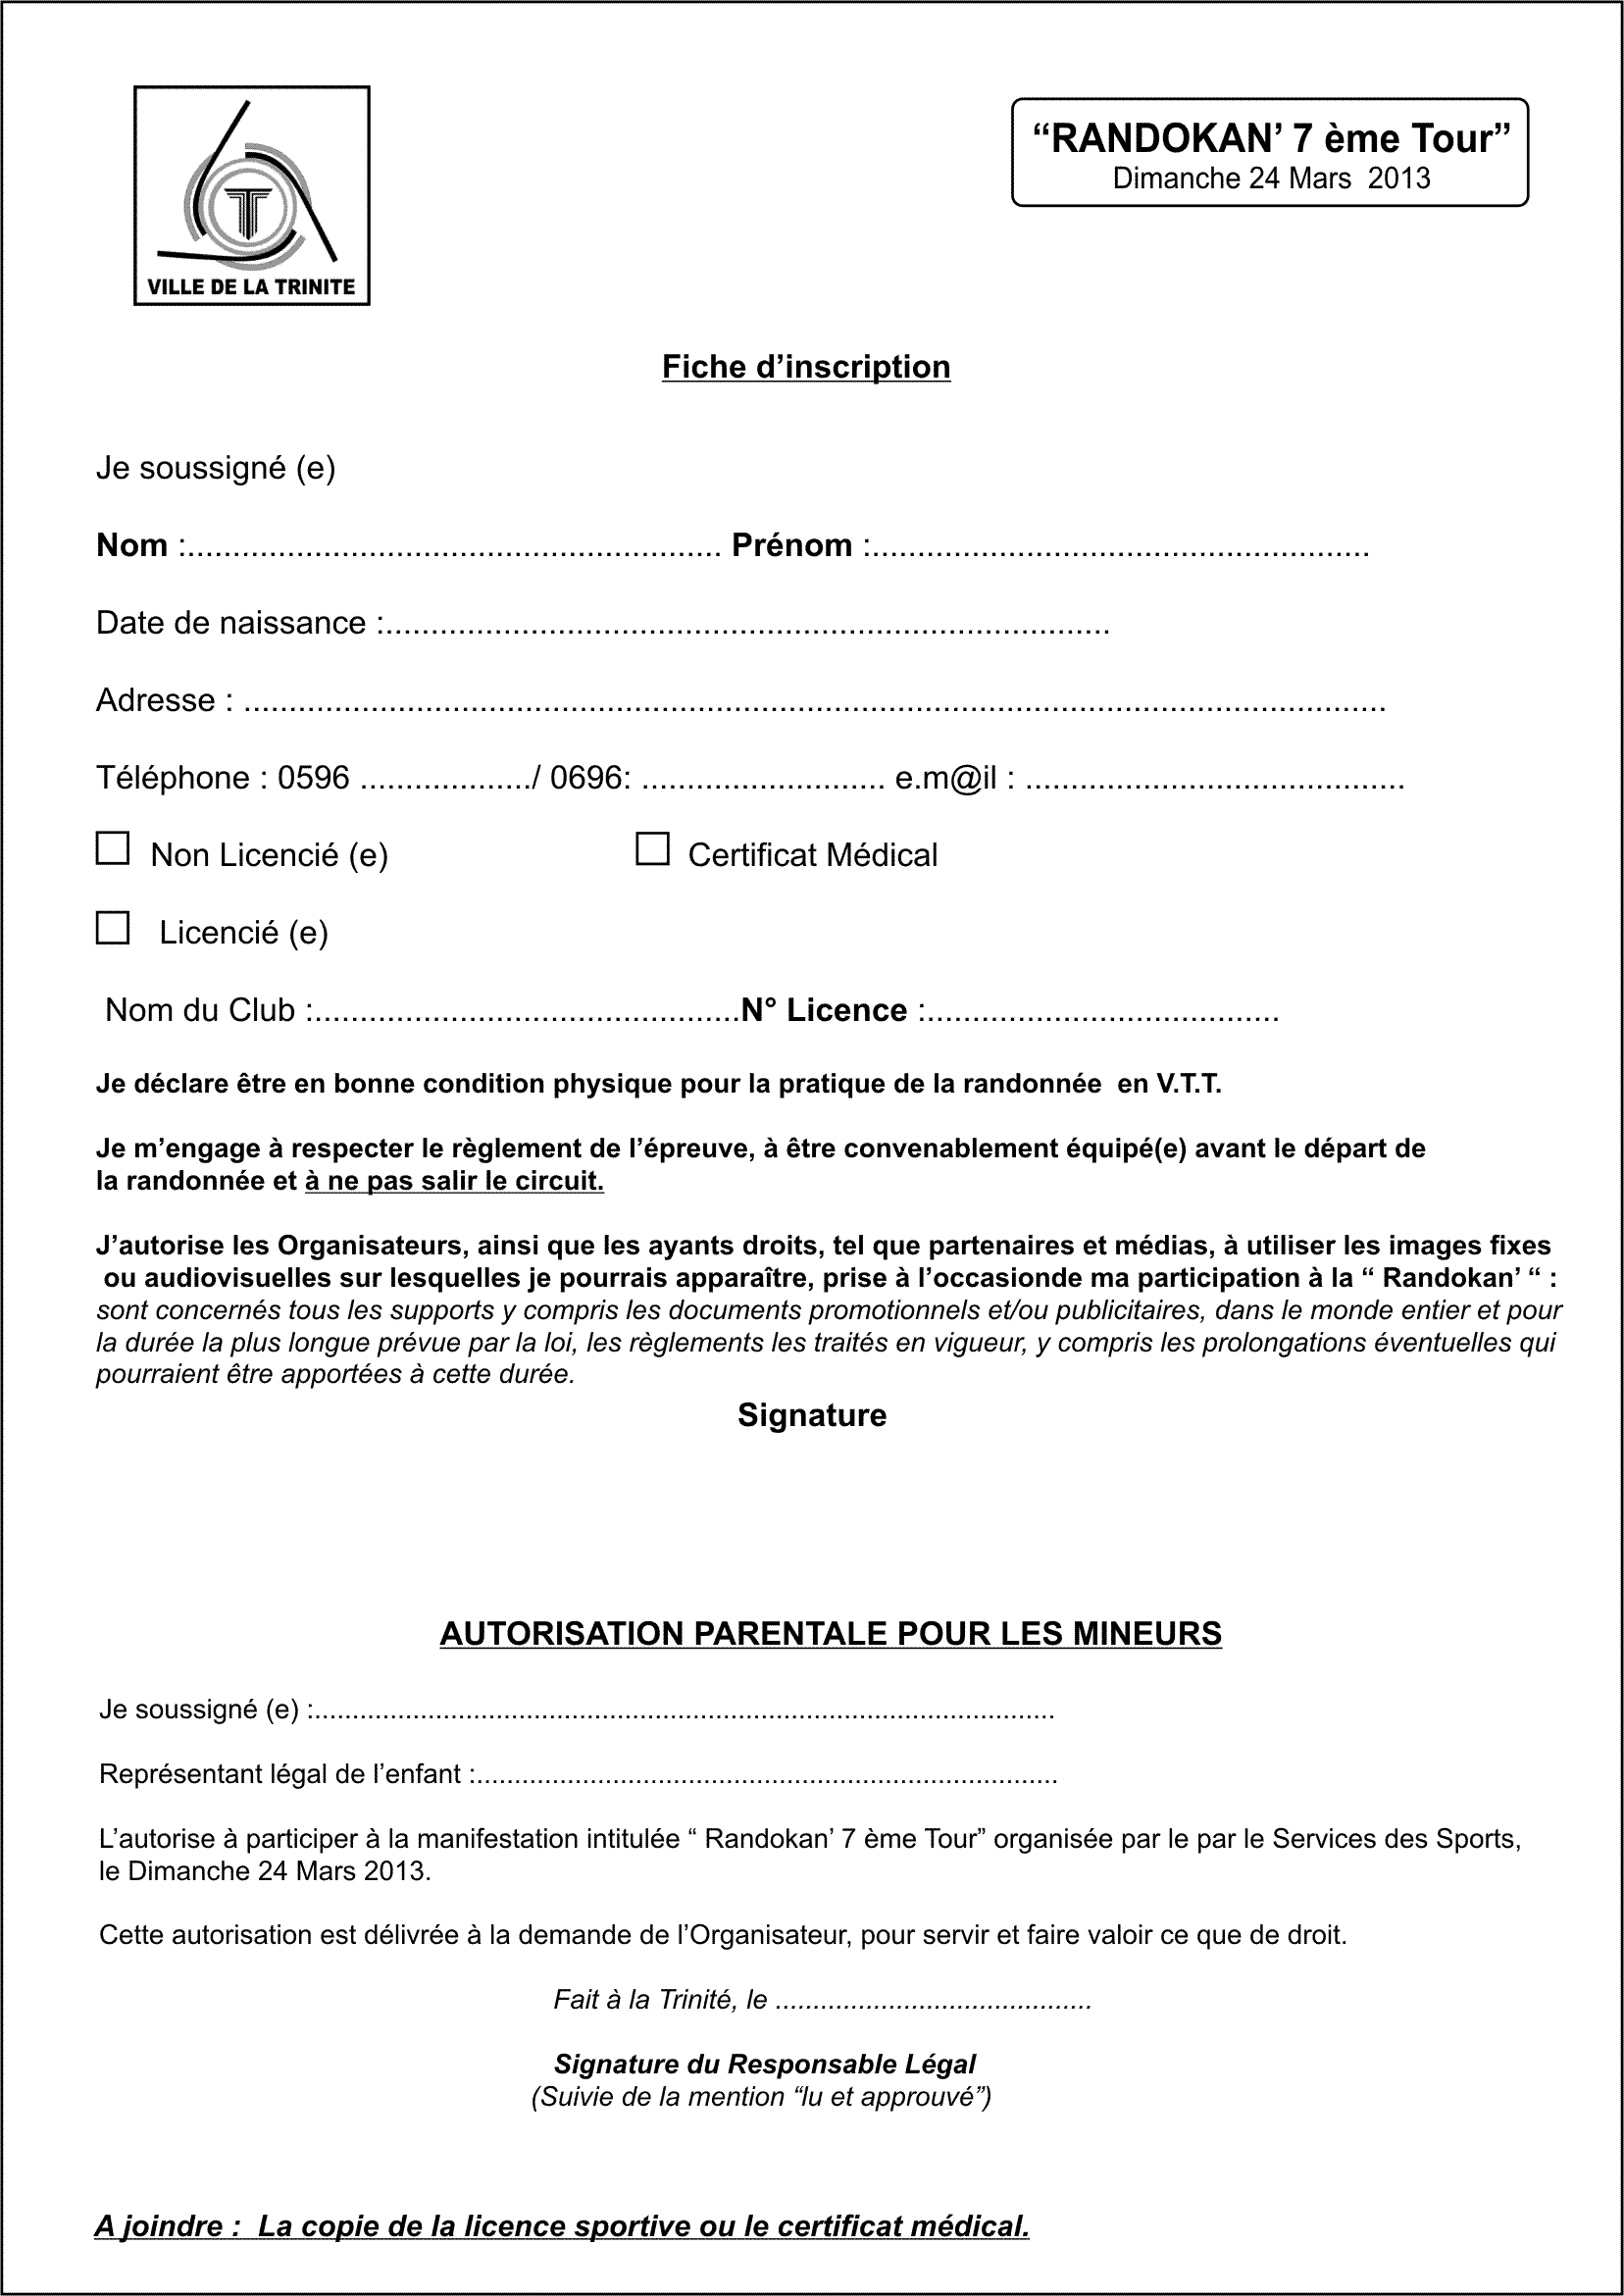 VILLE DE LA TRINITE
“RANDOKAN’ 7 ème Tour”
Dimanche 24 Mars  2013
Fiche d’inscription
Je soussigné (e)
Nom :........................................................... Prénom :.......................................................
Date de naissance :................................................................................
Adresse : ..............................................................................................................................
Téléphone : 0596 .................../ 0696: ........................... e.m@il : ..........................................
Non Licencié (e)
Certificat Médical
Licencié (e)
Nom du Club :...............................................N° Licence :.......................................
Je déclare être en bonne condition physique pour la pratique de la randonnée  en V.T.T.
Je m’engage à respecter le règlement de l’épreuve, à être convenablement équipé(e) avant le départ de
la randonnée et à ne pas salir le circuit.
J’autorise les Organisateurs, ainsi que les ayants droits, tel que partenaires et médias, à utiliser les images fixes
ou audiovisuelles sur lesquelles je pourrais apparaître, prise à l’occasionde ma participation à la “ Randokan’ “ :
sont concernés tous les supports y compris les documents promotionnels et/ou publicitaires, dans le monde entier et pour
la durée la plus longue prévue par la loi, les règlements les traités en vigueur, y compris les prolongations éventuelles qui
pourraient être apportées à cette durée.
Signature
AUTORISATION PARENTALE POUR LES MINEURS
Je soussigné (e) :..................................................................................................
Représentant légal de l’enfant :.............................................................................
L’autorise à participer à la manifestation intitulée “ Randokan’ 7 ème Tour” organisée par le par le Services des Sports,
le Dimanche 24 Mars 2013.
Cette autorisation est délivrée à la demande de l’Organisateur, pour servir et faire valoir ce que de droit.
Fait à la Trinité, le ..........................................
Signature du Responsable Légal
(Suivie de la mention “lu et approuvé”)
A joindre :  La copie de la licence sportive ou le certificat médical.